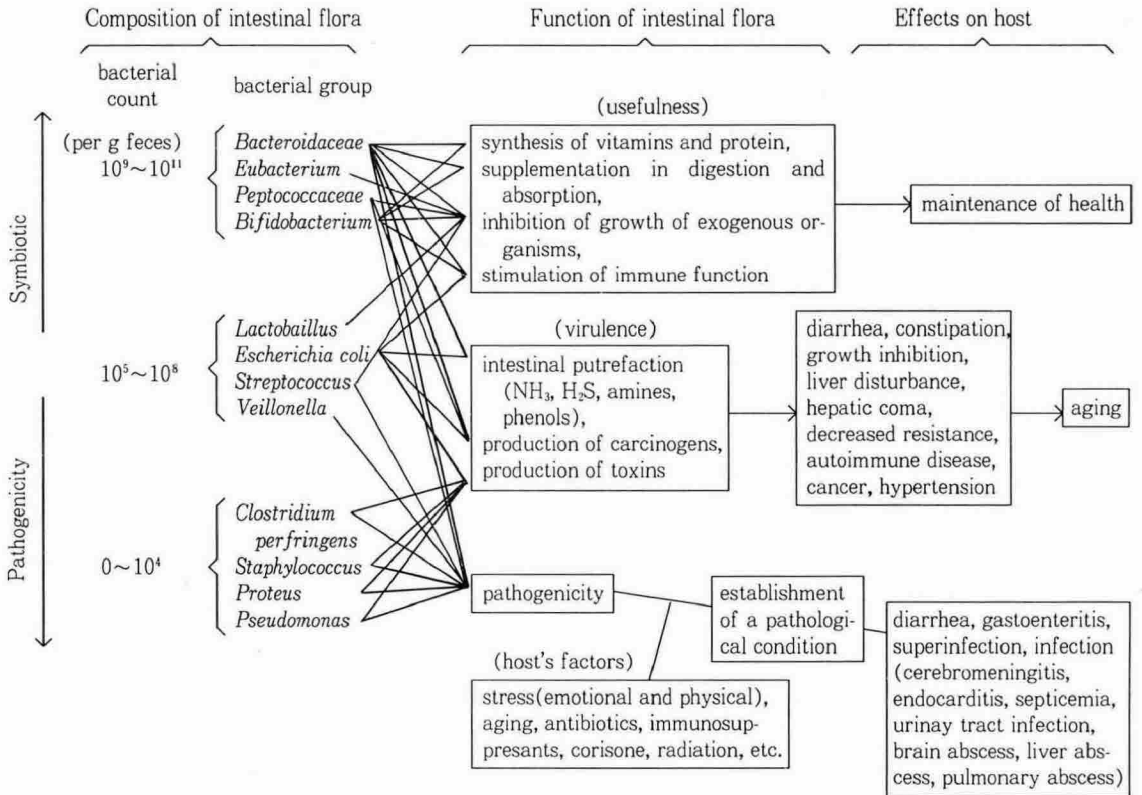 Composition of intestinal flora
Function of intestinal flora
Effects on host
bacterial
count
bacterial group
(per g feces)
10⁹~10¹¹
Bacteroidaceae
Eubacterium
Peptococcaceae
Bifidobacterium
Symbiotic
10⁵~10⁸
Lactobaillus
Escherichia coli
Streptococcus
Veillonella
Pathogenicity
0~10⁴
Clostridium
perfringens
Staphylococcus
Proteus
Pseudomonas
(usefulness)
synthesis of vitamins and protein,
supplementation in digestion and
absorption,
inhibition of growth of exogenous or-
ganisms,
stimulation of immune function
maintenance of health
(virulence)
intestinal putrefaction
(NH₃, H₂S, amines,
phenols),
production of carcinogens,
production of toxins
diarrhea, constipation,
growth inhibition,
liver disturbance,
hepatic coma,
decreased resistance,
autoimmune disease,
cancer, hypertension
aging
pathogenicity
(host's factors)
stress(emotional and physical),
aging, antibiotics, immunosup-
presants, corisone, radiation, etc.
establishment
of a pathologi-
cal condition
diarrhea, gastoenteritis,
superinfection, infection
(cerebromeningitis,
endocarditis, septicemia,
urinay tract infection,
brain abscess, liver abs-
cess, pulmonary abscess)